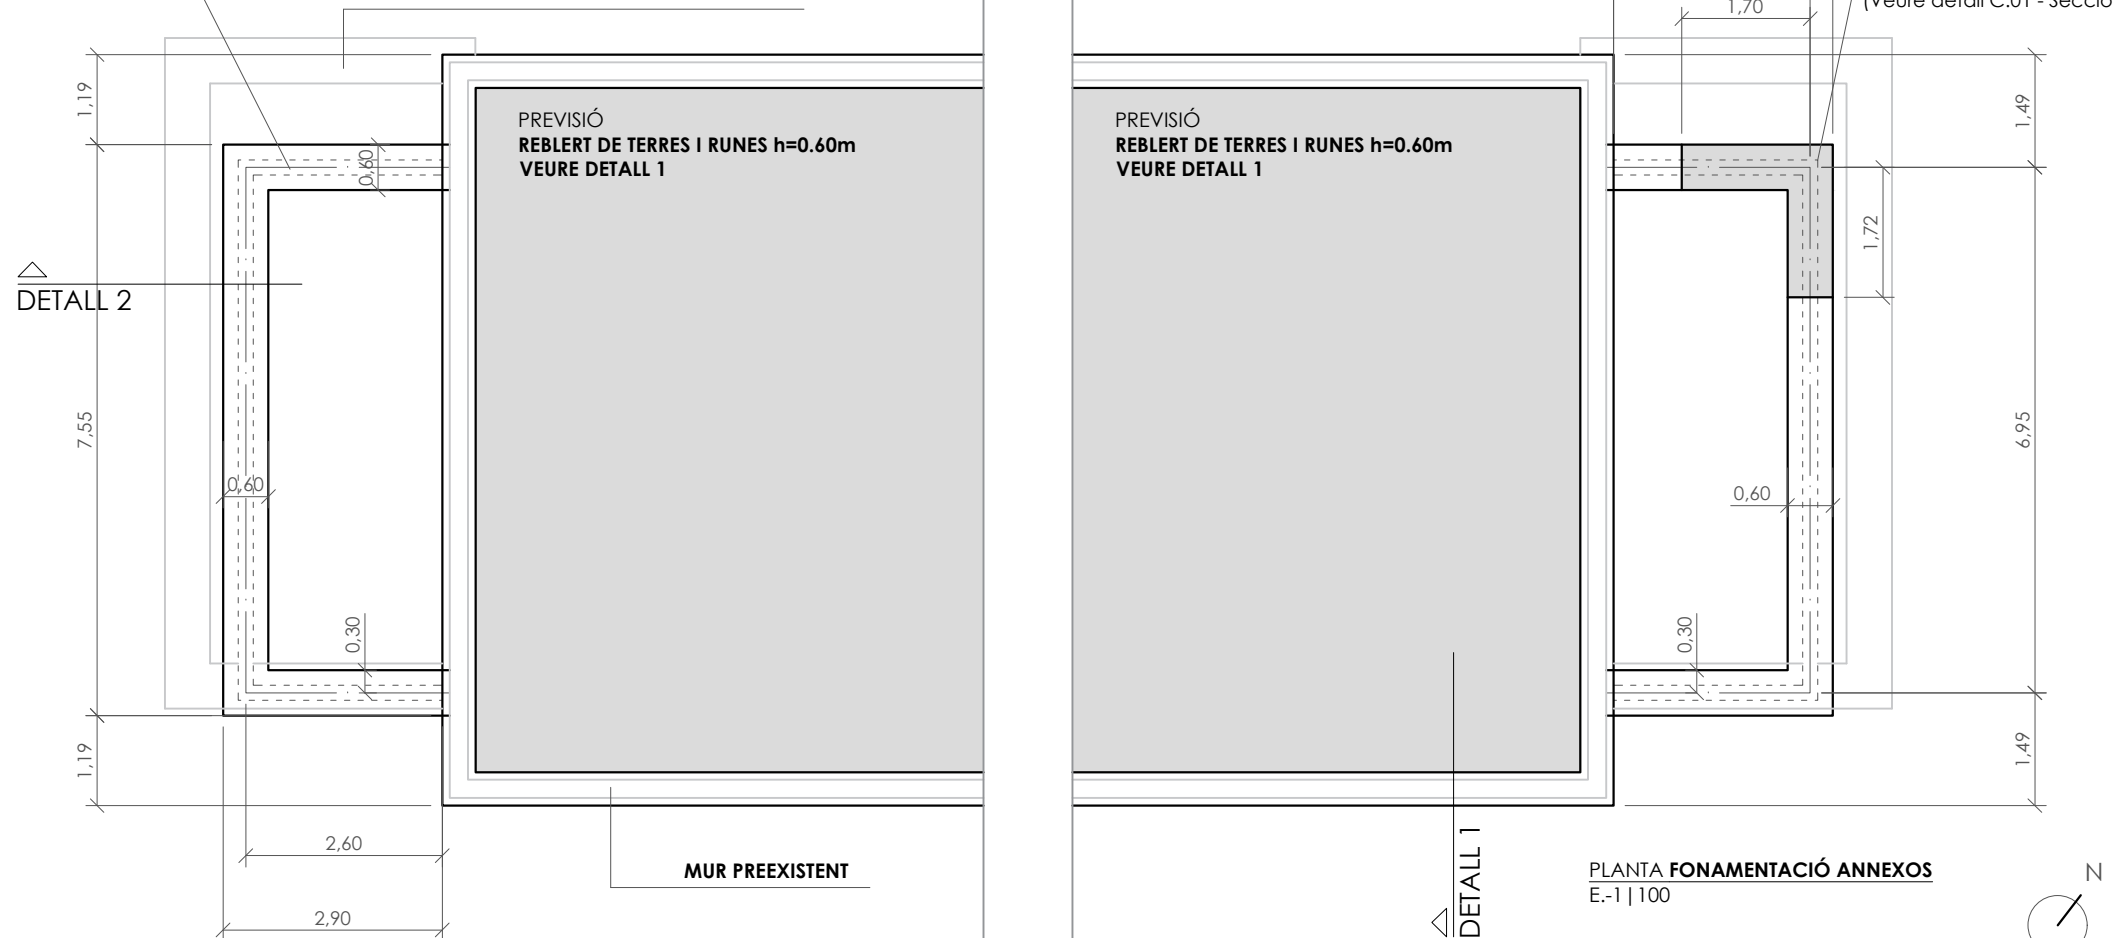 1,70
(Veure detall C.01 - Secció
1,19
1,49
PREVISIÓ
REBLERT DE TERRES I RUNES h=0.60m
VEURE DETALL 1
PREVISIÓ
REBLERT DE TERRES I RUNES h=0.60m
VEURE DETALL 1
0,60
1,72
DETALL 2
7,55
6,95
0,60
0,60
0,30
0,30
1,19
1,49
2,60
MUR PREEXISTENT
DETALL 1
PLANTA FONAMENTACIÓ ANNEXOS
E.-1|100
N
2,90